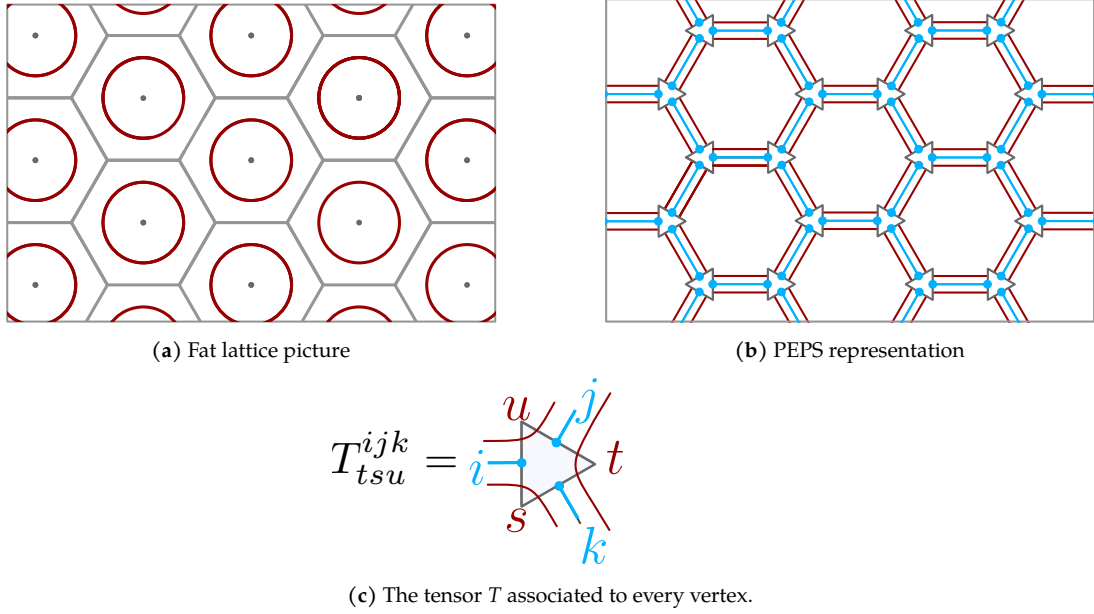 (a) Fat lattice picture
(b) PEPS representation
T^{ijk}_{tsu} =
u
j
i
t
s
k
(c) The tensor T associated to every vertex.